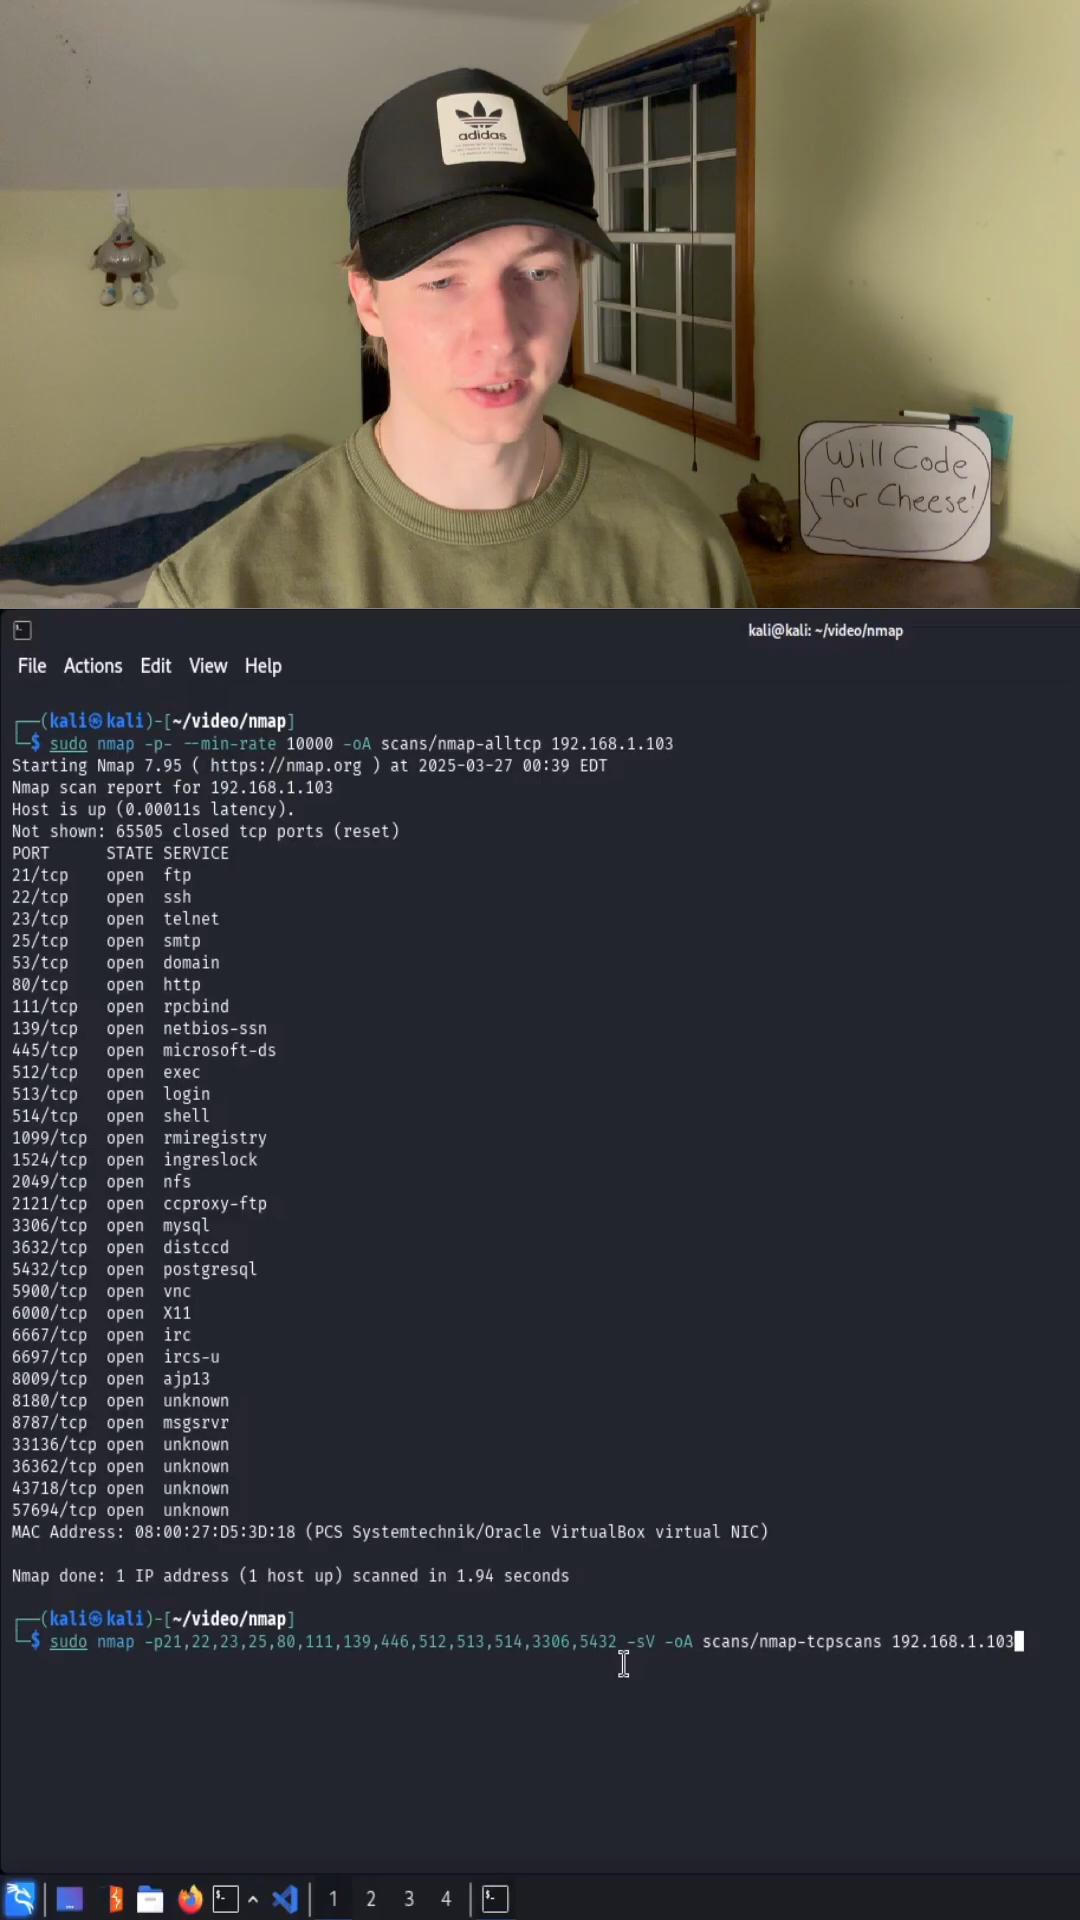 adidas
Will Code
for Cheese!
kali@kali: ~/video/nmap
File Actions Edit View Help
┌──(kali㉿kali)-[~/video/nmap]
└─$ sudo nmap -p- --min-rate 10000 -oA scans/nmap-alltcp 192.168.1.103
Starting Nmap 7.95 ( https://nmap.org ) at 2025-03-27 00:39 EDT
Nmap scan report for 192.168.1.103
Host is up (0.00011s latency).
Not shown: 65505 closed tcp ports (reset)
PORT STATE SERVICE
21/tcp open ftp
22/tcp open ssh
23/tcp open telnet
25/tcp open smtp
53/tcp open domain
80/tcp open http
111/tcp open rpcbind
139/tcp open netbios-ssn
445/tcp open microsoft-ds
512/tcp open exec
513/tcp open login
514/tcp open shell
1099/tcp open rmiregistry
1524/tcp open ingreslock
2049/tcp open nfs
2121/tcp open ccproxy-ftp
3306/tcp open mysql
3632/tcp open distccd
5432/tcp open postgresql
5900/tcp open vnc
6000/tcp open X11
6667/tcp open irc
6697/tcp open ircs-u
8009/tcp open ajp13
8180/tcp open unknown
8787/tcp open msgsrvr
33136/tcp open unknown
36362/tcp open unknown
43718/tcp open unknown
57694/tcp open unknown
MAC Address: 08:00:27:D5:3D:18 (PCS Systemtechnik/Oracle VirtualBox virtual NIC)
Nmap done: 1 IP address (1 host up) scanned in 1.94 seconds
┌──(kali㉿kali)-[~/video/nmap]
└─$ sudo nmap -p21,22,23,25,80,111,139,446,512,513,514,3306,5432 -sV -oA scans/nmap-tcpscans 192.168.1.103
1 2 3 4